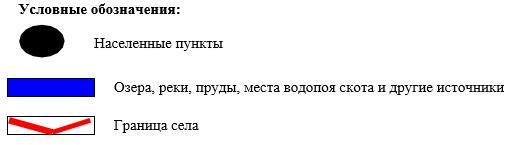 Условные обозначения:
Населенные пункты
Озера, реки, пруды, места водопоя скота и другие источники
Граница села